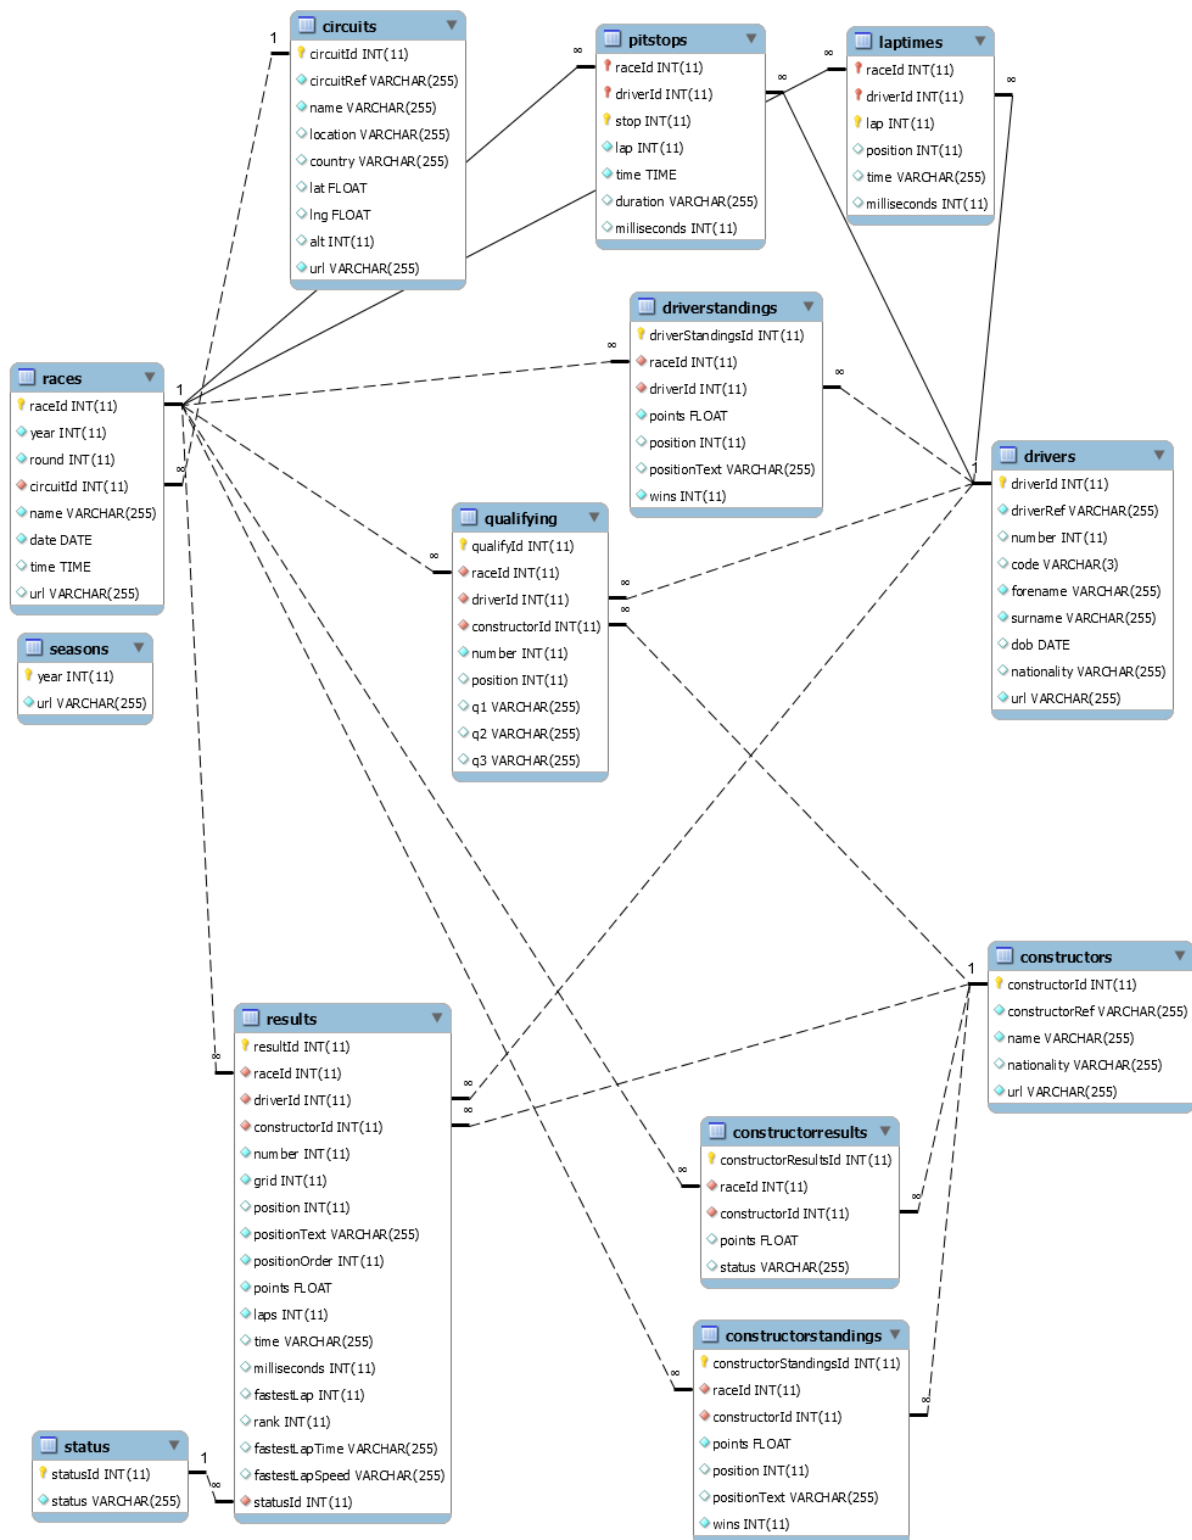 circuits
circuitId INT(11)
circuitRef VARCHAR(255)
name VARCHAR(255)
location VARCHAR(255)
country VARCHAR(255)
lat FLOAT
lng FLOAT
alt INT(11)
url VARCHAR(255)
pitstops
raceId INT(11)
driverId INT(11)
stop INT(11)
lap INT(11)
time TIME
duration VARCHAR(255)
milliseconds INT(11)
laptimes
raceId INT(11)
driverId INT(11)
lap INT(11)
position INT(11)
time VARCHAR(255)
milliseconds INT(11)
1
1
∞
∞
∞
∞
driverstandings
driverStandingsId INT(11)
raceId INT(11)
driverId INT(11)
points FLOAT
position INT(11)
positionText VARCHAR(255)
wins INT(11)
∞
∞
races
raceId INT(11)
year INT(11)
round INT(11)
circuitId INT(11)
name VARCHAR(255)
date DATE
time TIME
url VARCHAR(255)
1
∞
drivers
driverId INT(11)
driverRef VARCHAR(255)
number INT(11)
code VARCHAR(3)
forename VARCHAR(255)
surname VARCHAR(255)
dob DATE
nationality VARCHAR(255)
url VARCHAR(255)
1
qualifying
qualifyId INT(11)
raceId INT(11)
driverId INT(11)
constructorId INT(11)
number INT(11)
position INT(11)
q1 VARCHAR(255)
q2 VARCHAR(255)
q3 VARCHAR(255)
∞
∞
∞
seasons
year INT(11)
url VARCHAR(255)
constructors
constructorId INT(11)
constructorRef VARCHAR(255)
name VARCHAR(255)
nationality VARCHAR(255)
url VARCHAR(255)
1
results
resultId INT(11)
raceId INT(11)
driverId INT(11)
constructorId INT(11)
number INT(11)
grid INT(11)
position INT(11)
positionText VARCHAR(255)
positionOrder INT(11)
points FLOAT
laps INT(11)
time VARCHAR(255)
milliseconds INT(11)
fastestLap INT(11)
rank INT(11)
fastestLapTime VARCHAR(255)
fastestLapSpeed VARCHAR(255)
statusId INT(11)
∞
∞
∞
constructorresults
constructorResultsId INT(11)
raceId INT(11)
constructorId INT(11)
points FLOAT
status VARCHAR(255)
∞
∞
constructorstandings
constructorStandingsId INT(11)
raceId INT(11)
constructorId INT(11)
points FLOAT
position INT(11)
positionText VARCHAR(255)
wins INT(11)
∞
∞
status
statusId INT(11)
status VARCHAR(255)
1
∞